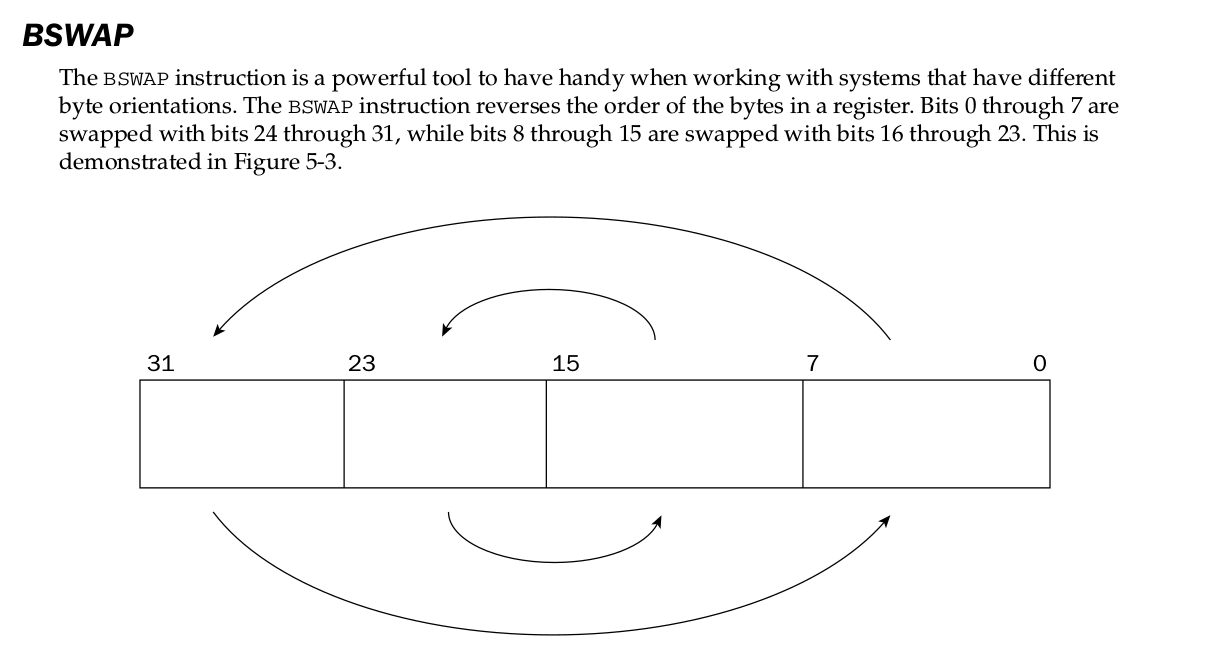 BSWAP
The BSWAP instruction is a powerful tool to have handy when working with systems that have different
byte orientations. The BSWAP instruction reverses the order of the bytes in a register. Bits 0 through 7 are
swapped with bits 24 through 31, while bits 8 through 15 are swapped with bits 16 through 23. This is
demonstrated in Figure 5-3.
31 23 15 7 0